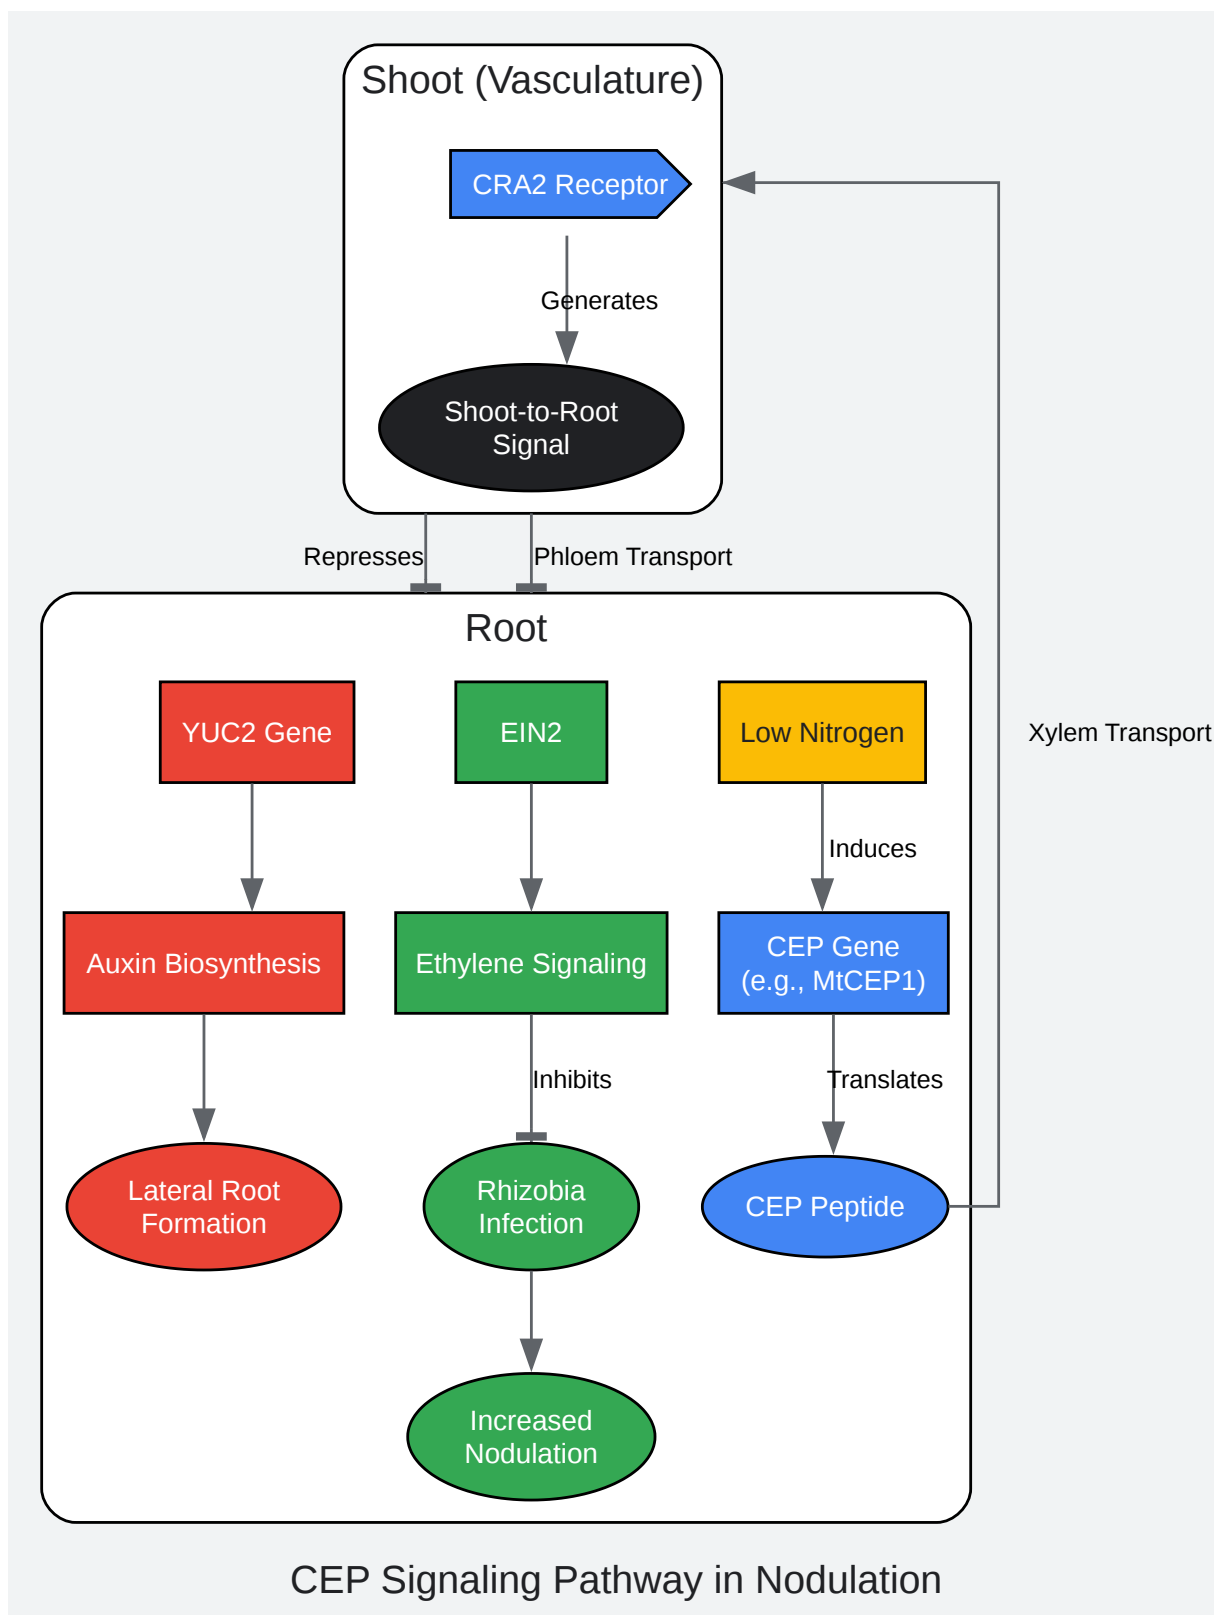 Shoot (Vasculature)
CRA2 Receptor
Generates
Shoot-to-Root
Signal
Represses
Phloem Transport
Root
YUC2 Gene
EIN2
Low Nitrogen
Xylem Transport
Induces
Auxin Biosynthesis
Ethylene Signaling
CEP Gene
(e.g., MtCEP1)
Inhibits
Translates
Lateral Root
Formation
Rhizobia
Infection
CEP Peptide
Increased
Nodulation
CEP Signaling Pathway in Nodulation